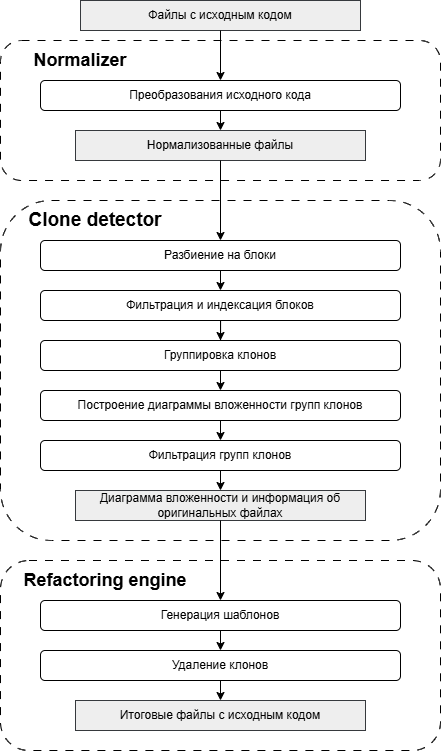 Файлы с исходным кодом
Normalizer
Преобразования исходного кода
Нормализованные файлы
Clone detector
Разбиение на блоки
Фильтрация и индексация блоков
Группировка клонов
Построение диаграммы вложенности групп клонов
Фильтрация групп клонов
Диаграмма вложенности и информация об
оригинальных файлах
Refactoring engine
Генерация шаблонов
Удаление клонов
Итоговые файлы с исходным кодом